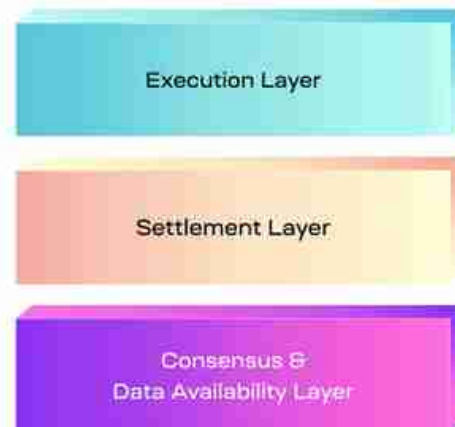 Execution Layer
Settlement Layer
Consensus &
Data Availability Layer